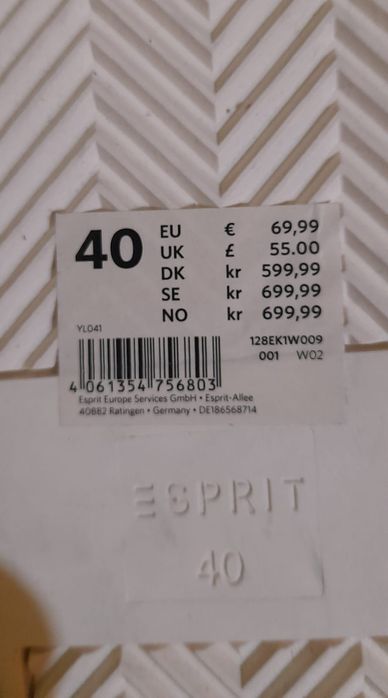 40
EU € 69,99
UK £ 55.00
DK kr 599,99
SE kr 699,99
NO kr 699,99
YL041
128EK1W009
001 W02
4 061354 756803
Esprit Europe Services GmbH • Esprit-Allee
40882 Ratingen • Germany • DE186568714
ESPRIT
40